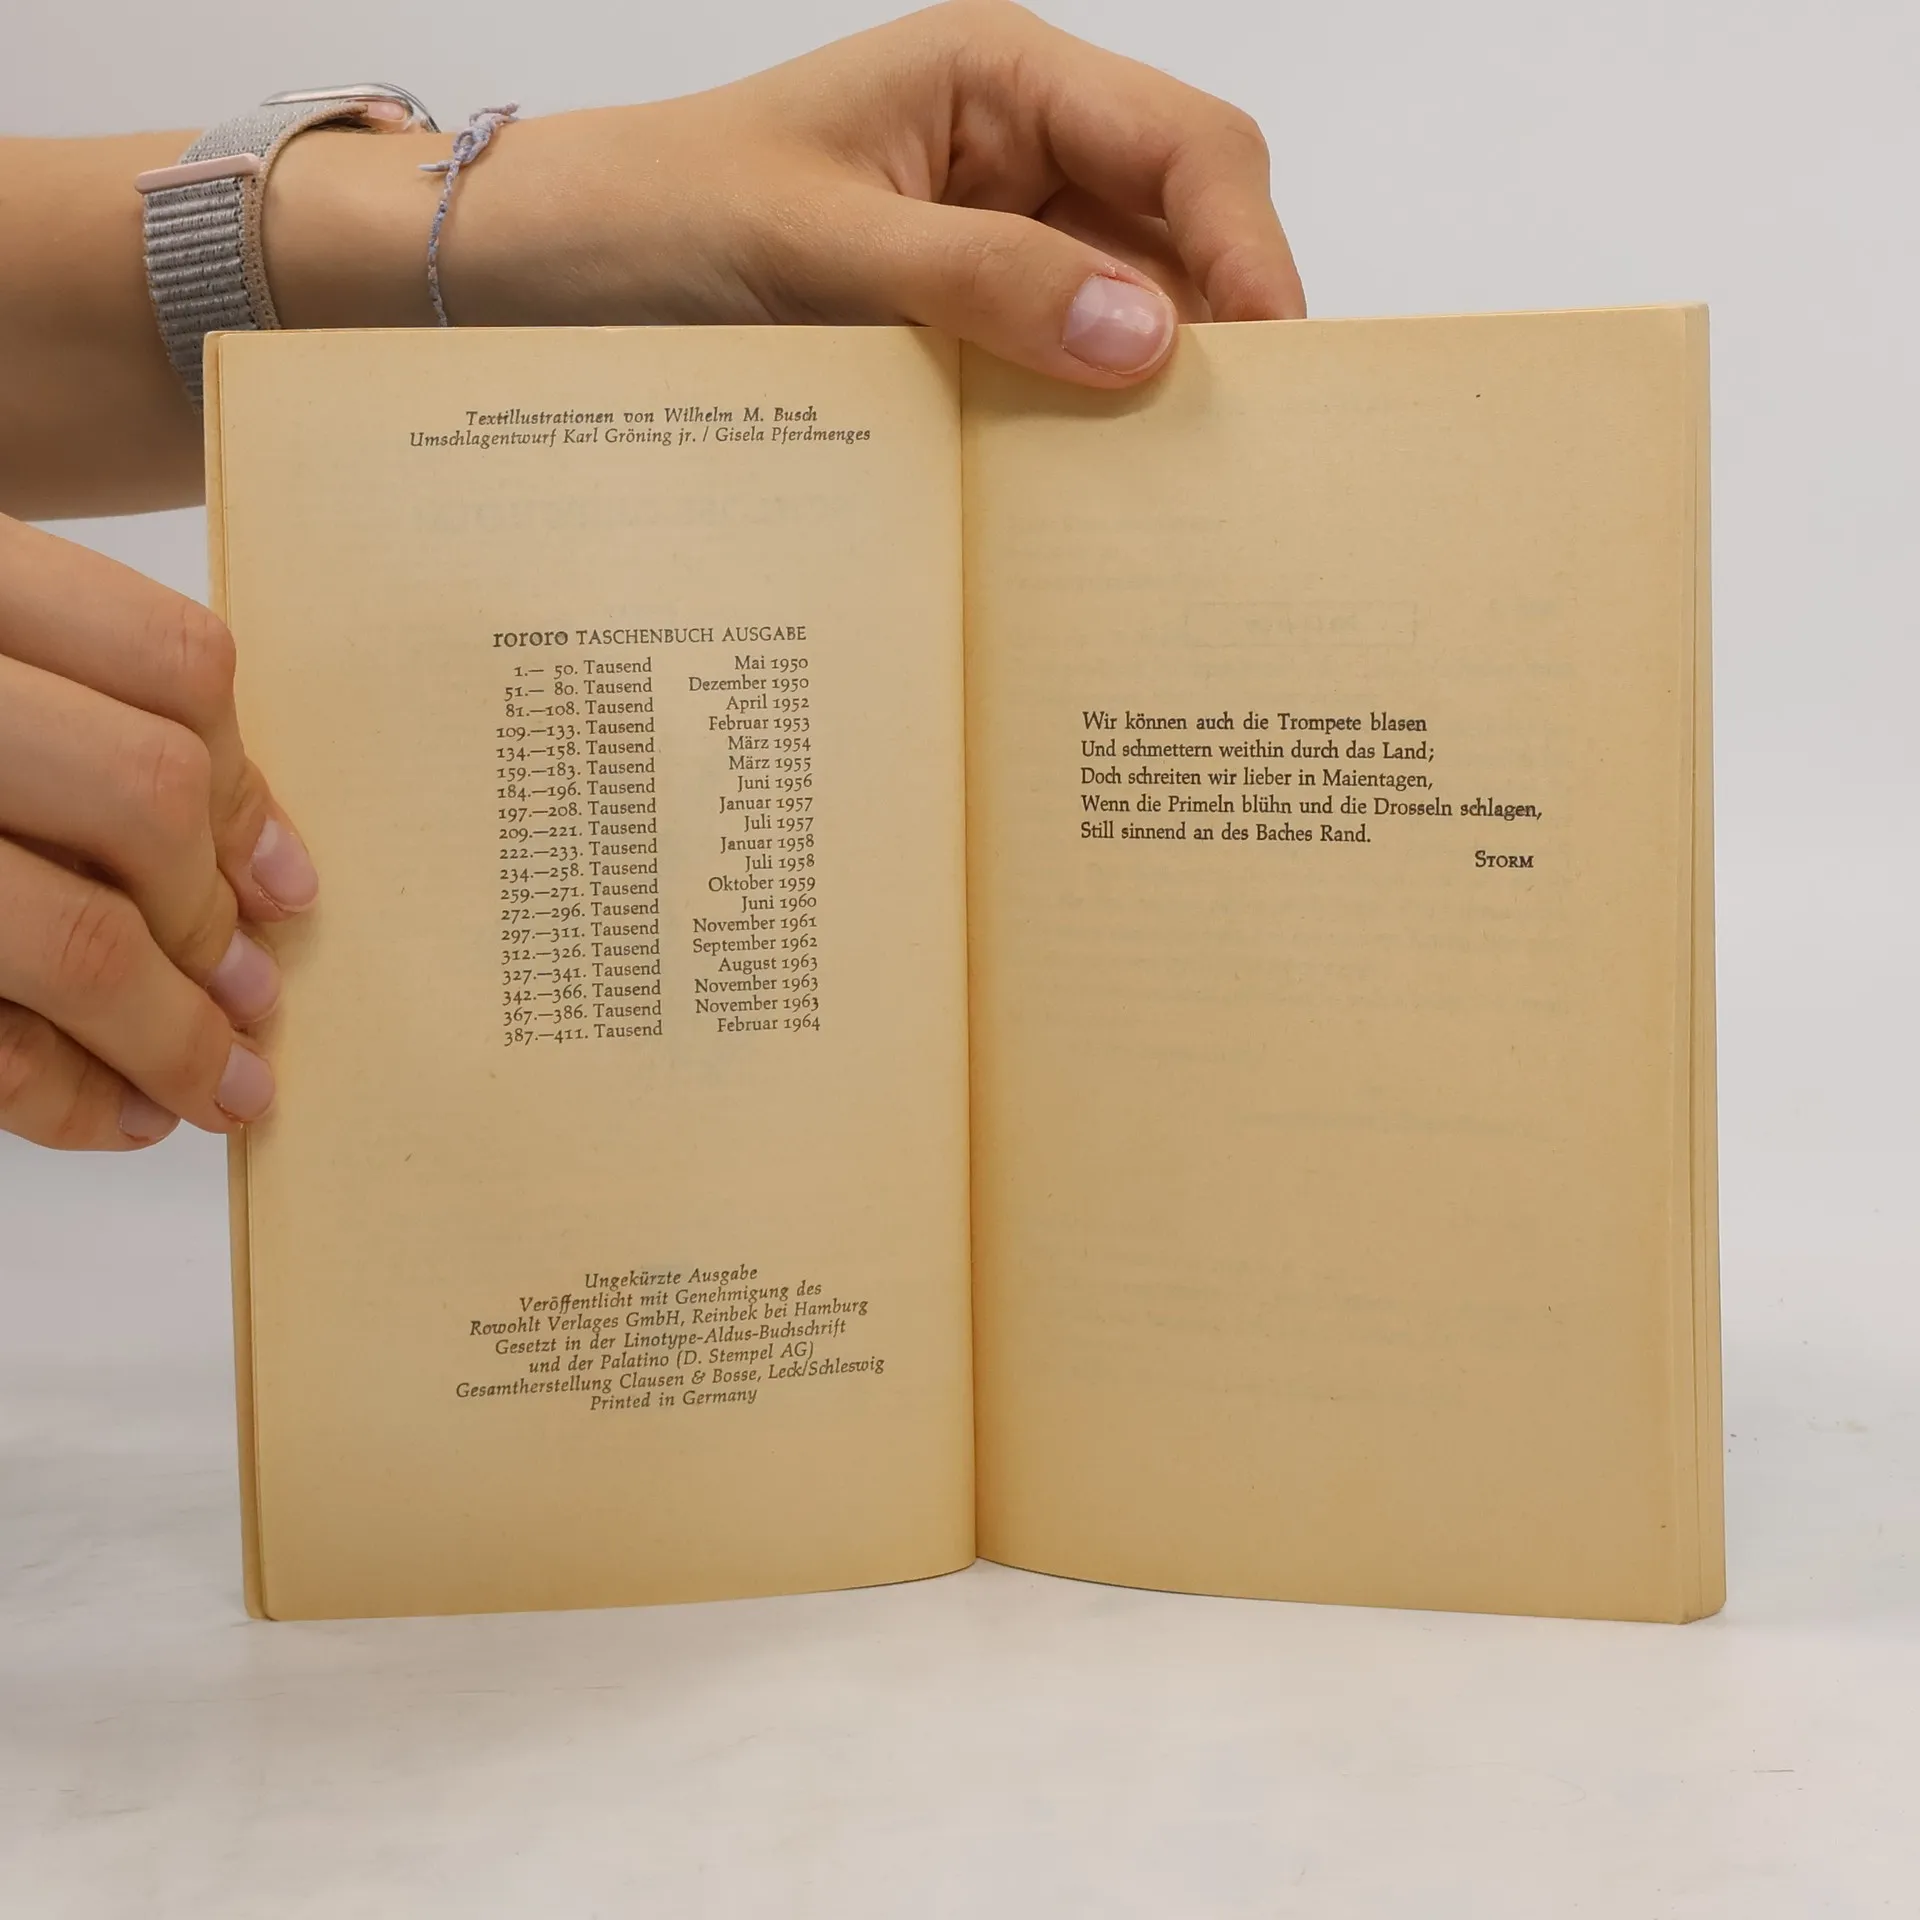 Textillustrationen von Wilhelm M. Busch
Umschlagentwurf Karl Gröning jr. / Gisela Pferdmenges
rororo TASCHENBUCH AUSGABE
1.— 50. Tausend Mai 1950
51.— 80. Tausend Dezember 1950
81.—108. Tausend April 1952
109.—133. Tausend Februar 1953
134.—158. Tausend März 1954
159.—183. Tausend März 1955
184.—196. Tausend Juni 1956
197.—208. Tausend Januar 1957
209.—221. Tausend Juli 1957
222.—233. Tausend Januar 1958
234.—258. Tausend Juli 1958
259.—271. Tausend Oktober 1959
272.—296. Tausend Juni 1960
297.—311. Tausend November 1961
312.—326. Tausend September 1962
327.—341. Tausend August 1963
342.—366. Tausend November 1963
367.—386. Tausend November 1963
387.—411. Tausend Februar 1964
Ungekürzte Ausgabe
Veröffentlicht mit Genehmigung des
Rowohlt Verlages GmbH, Reinbek bei Hamburg
Gesetzt in der Linotype-Aldus-Buchschrift
und der Palatino (D. Stempel AG)
Gesamtherstellung Clausen & Bosse, Leck/Schleswig
Printed in Germany
Wir können auch die Trompete blasen
Und schmettern weithin durch das Land;
Doch schreiten wir lieber in Maientagen,
Wenn die Primeln blühn und die Drosseln schlagen,
Still sinnend an des Baches Rand.
STORM